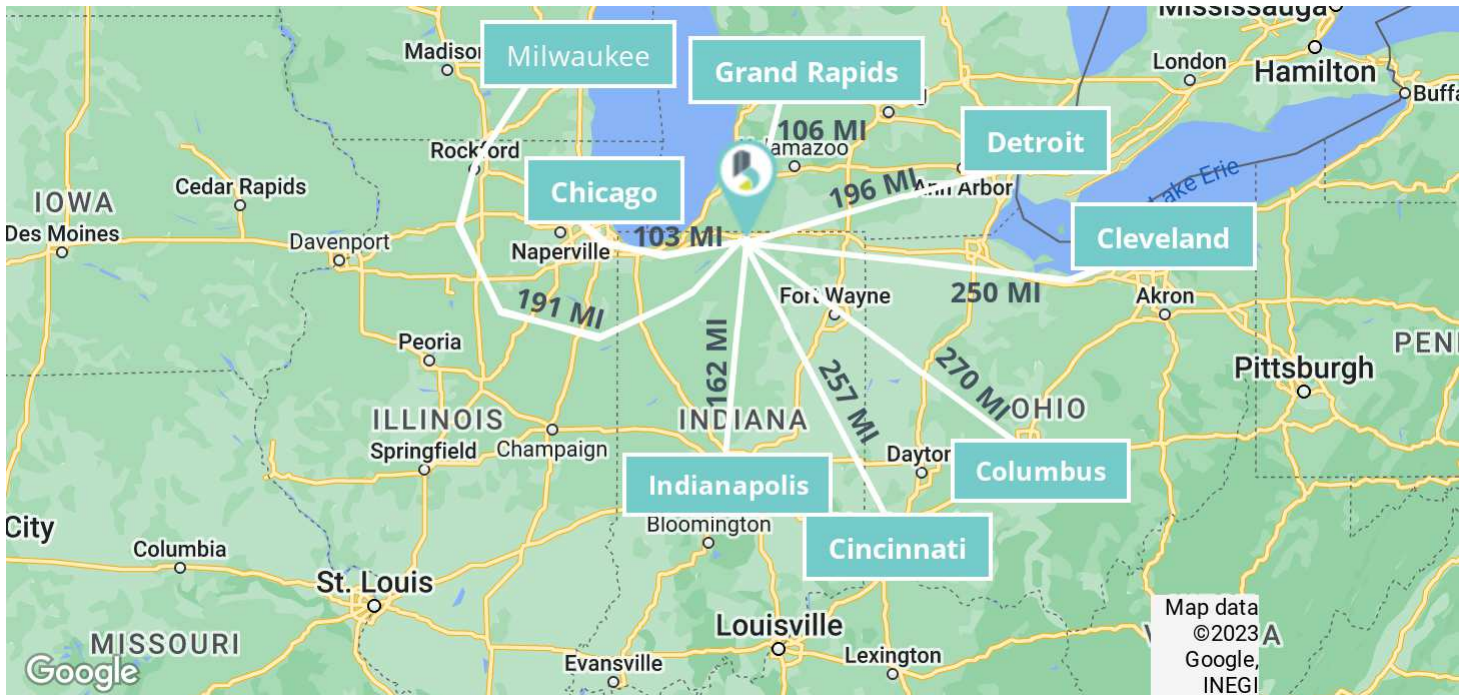 Mississauga
Madison
Milwaukee
Grand Rapids
London
Hamilton
106 MI
Detroit
Rockford
Chicago
196 MI
Ann Arbor
Lake Erie
Cedar Rapids
IOWA
Des Moines
Davenport
Naperville
103 MI
Cleveland
191 MI
Fort Wayne
250 MI
Akron
Peoria
162 MI
257 MI
270 MI
Pittsburgh
ILLINOIS
INDIANA
OHIO
Springfield
Champaign
Dayton
Columbus
Indianapolis
Bloomington
Cincinnati
City
Columbia
St. Louis
MISSOURI
Louisville
Evansville
Lexington
Map data
©2023
Google,
INEGI
Google